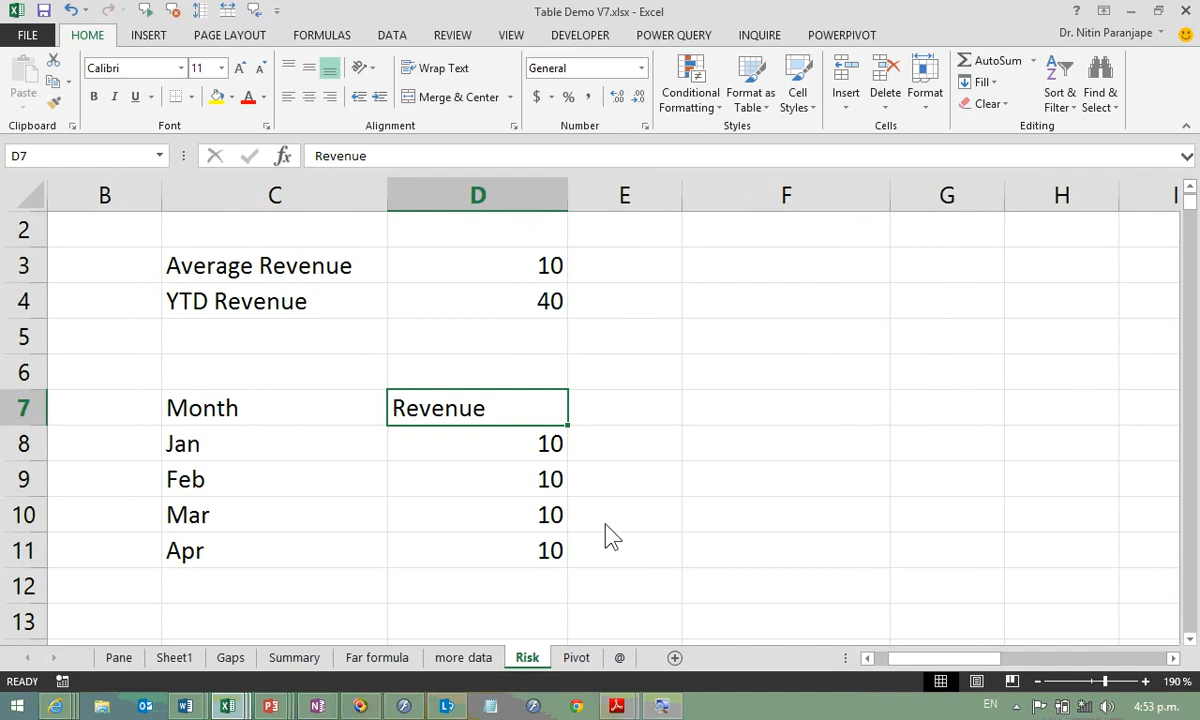 Table Demo V7.xlsx - Excel
?
FILE HOME INSERT PAGE LAYOUT FORMULAS DATA REVIEW VIEW DEVELOPER POWER QUERY INQUIRE POWERPIVOT Dr. Nitin Paranjape
Paste
Calibri 11
B I U
Wrap Text
Merge & Center
General
$ % ,
Conditional Formatting
Format as Table
Cell Styles
Insert
Delete
Format
AutoSum
Fill
Clear
Sort & Filter
Find & Select
Clipboard Font Alignment Number Styles Cells Editing
D7 fx Revenue
B C D E F G H I
2
3 Average Revenue 10
4 YTD Revenue 40
5
6
7 Month Revenue
8 Jan 10
9 Feb 10
10 Mar 10
11 Apr 10
12
13
Pane Sheet1 Gaps Summary Far formula more data Risk Pivot @
READY 190 %
EN 4:53 p.m.